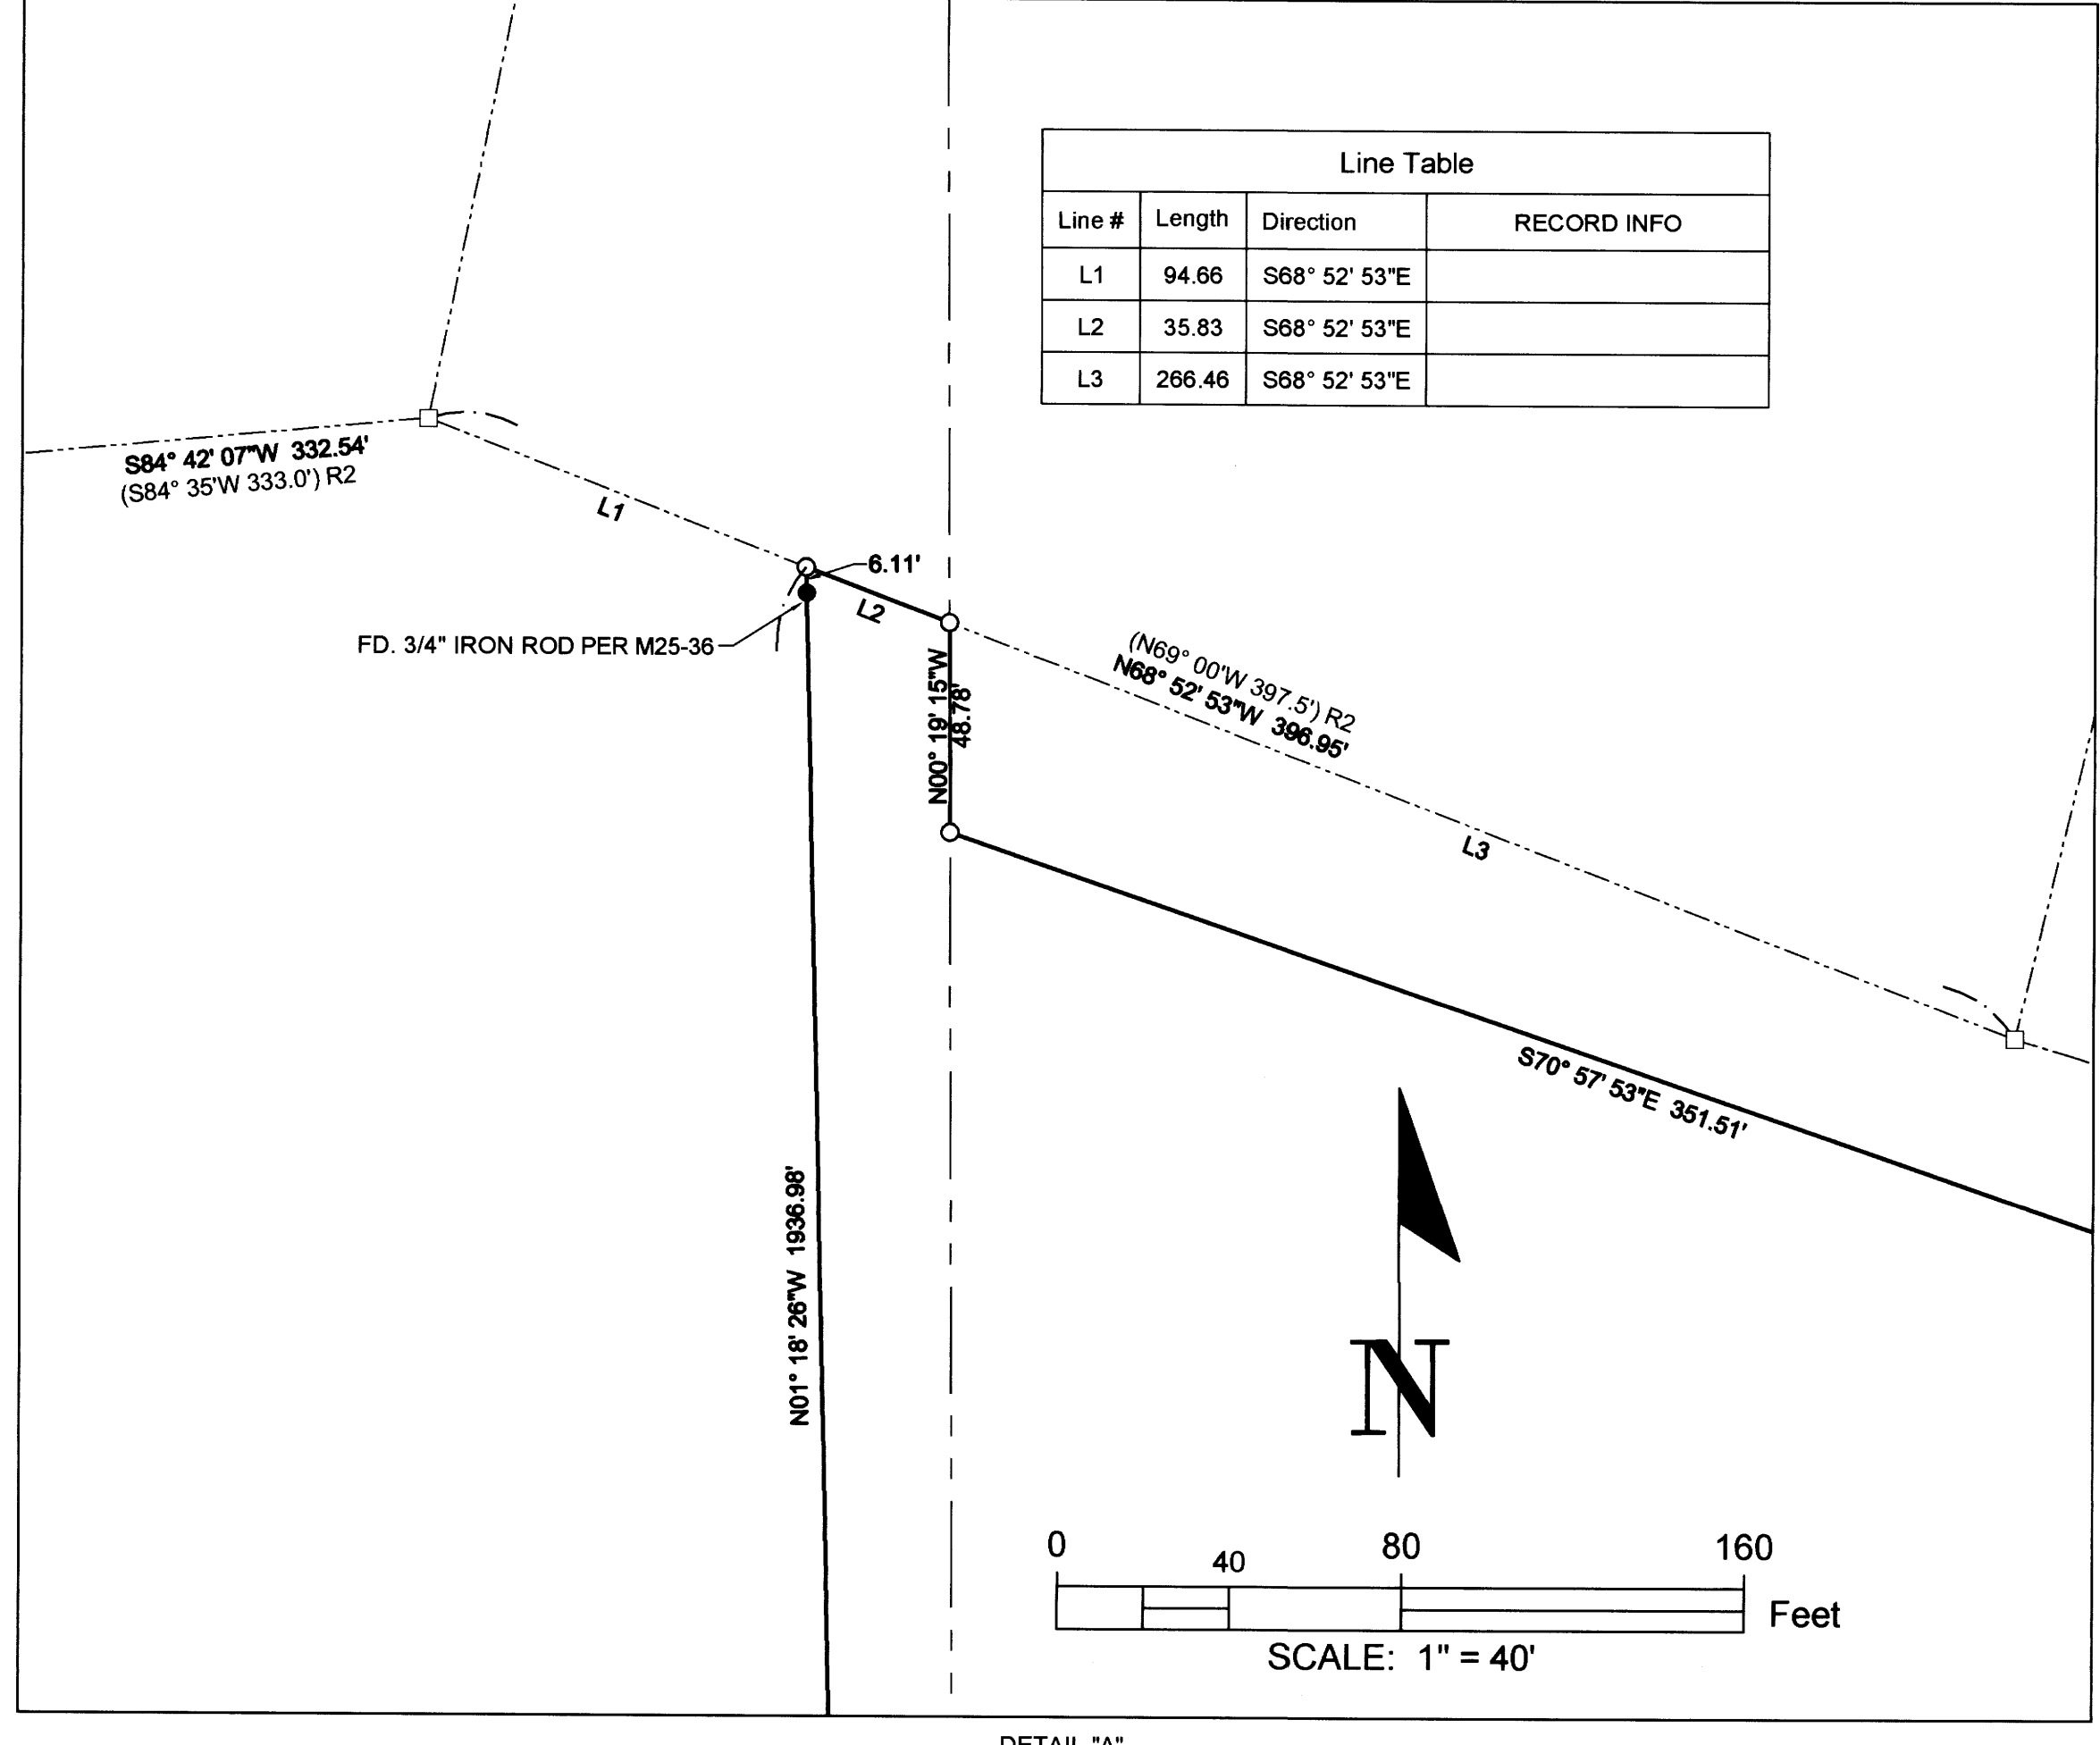 Line Table
Line # Length Direction RECORD INFO
L1 94.66 S68° 52' 53"E
L2 35.83 S68° 52' 53"E
L3 266.46 S68° 52' 53"E
S84° 42' 07"W 332.54'
(S84° 35'W 333.0') R2
L1
6.11'
L2
FD. 3/4" IRON ROD PER M25-36
N00° 19' 15"W
48.78'
(N69° 00'W 397.5') R2
N68° 52' 53"W 396.95'
L3
S70° 57' 53"E 351.51'
N01° 18' 26"W 1936.98'
N
0 40 80 160
Feet
SCALE: 1" = 40'
DETAIL "A"